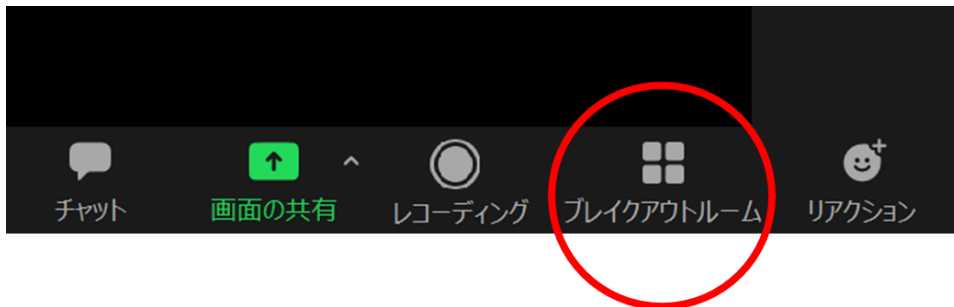 チャット
画面の共有
レコーディング
ブレイクアウトルーム
リアクション